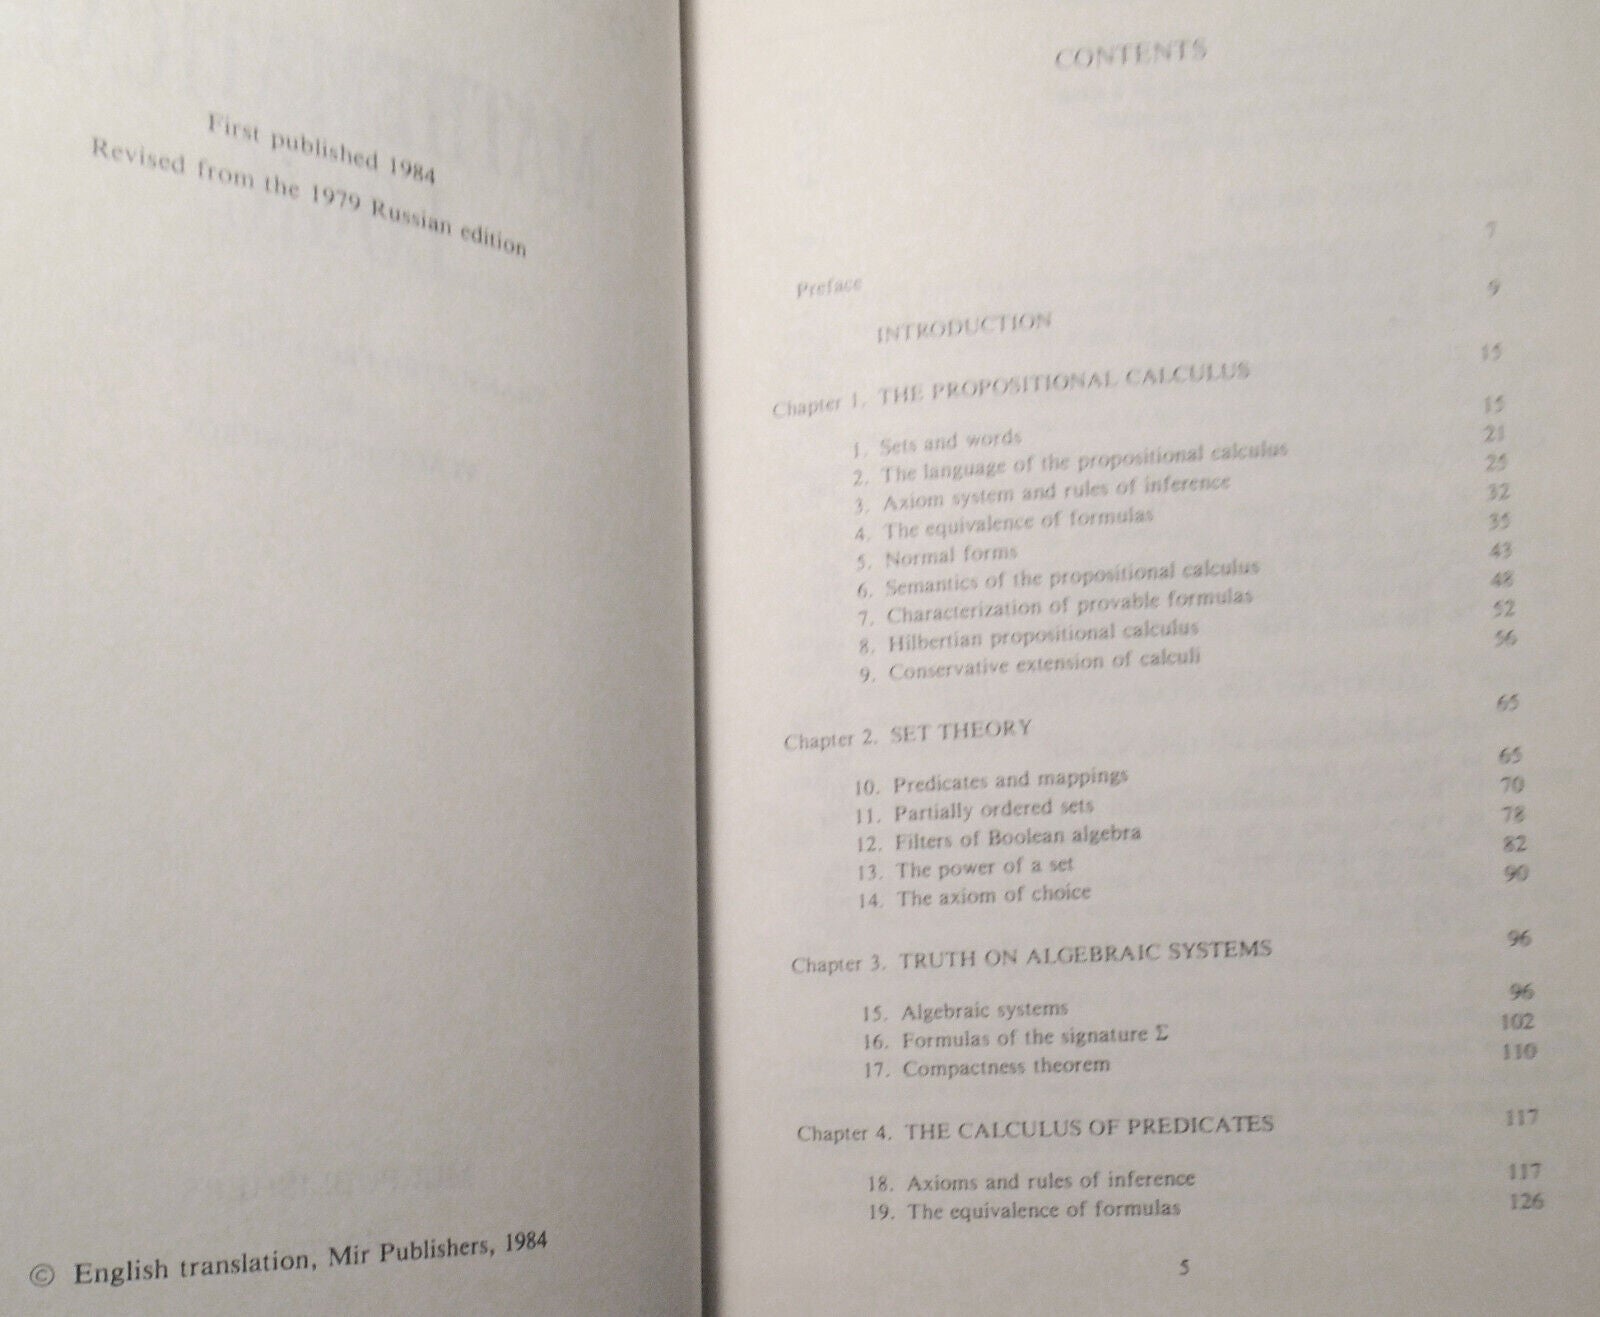 First published 1984
Revised from the 1979 Russian edition
© English translation, Mir Publishers, 1984
CONTENTS
Preface 7
INTRODUCTION 9
Chapter 1. THE PROPOSITIONAL CALCULUS 15
1. Sets and words 15
2. The language of the propositional calculus 21
3. Axiom system and rules of inference 25
4. The equivalence of formulas 32
5. Normal forms 35
6. Semantics of the propositional calculus 43
7. Characterization of provable formulas 48
8. Hilbertian propositional calculus 52
9. Conservative extension of calculi 56
Chapter 2. SET THEORY 65
10. Predicates and mappings 65
11. Partially ordered sets 70
12. Filters of Boolean algebra 78
13. The power of a set 82
14. The axiom of choice 90
Chapter 3. TRUTH ON ALGEBRAIC SYSTEMS 96
15. Algebraic systems 96
16. Formulas of the signature Σ 102
17. Compactness theorem 110
Chapter 4. THE CALCULUS OF PREDICATES 117
18. Axioms and rules of inference 117
19. The equivalence of formulas 126
5